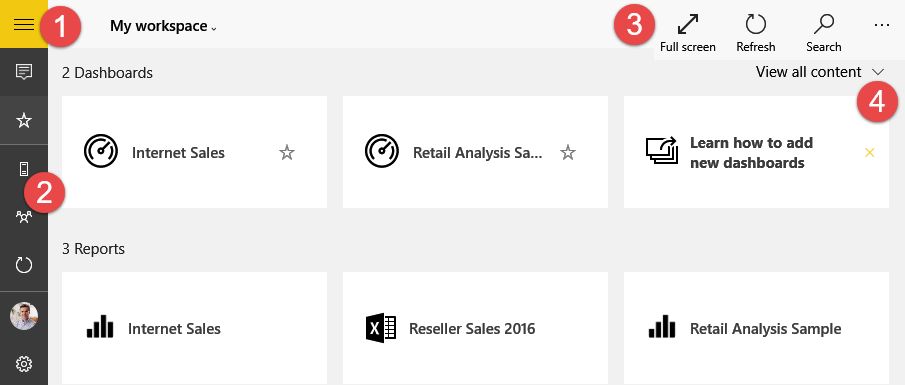 1
My workspace
3
Full screen
Refresh
Search
...
2 Dashboards
View all content
4
Internet Sales
Retail Analysis Sa...
Learn how to add
new dashboards
2
3 Reports
Internet Sales
Reseller Sales 2016
Retail Analysis Sample